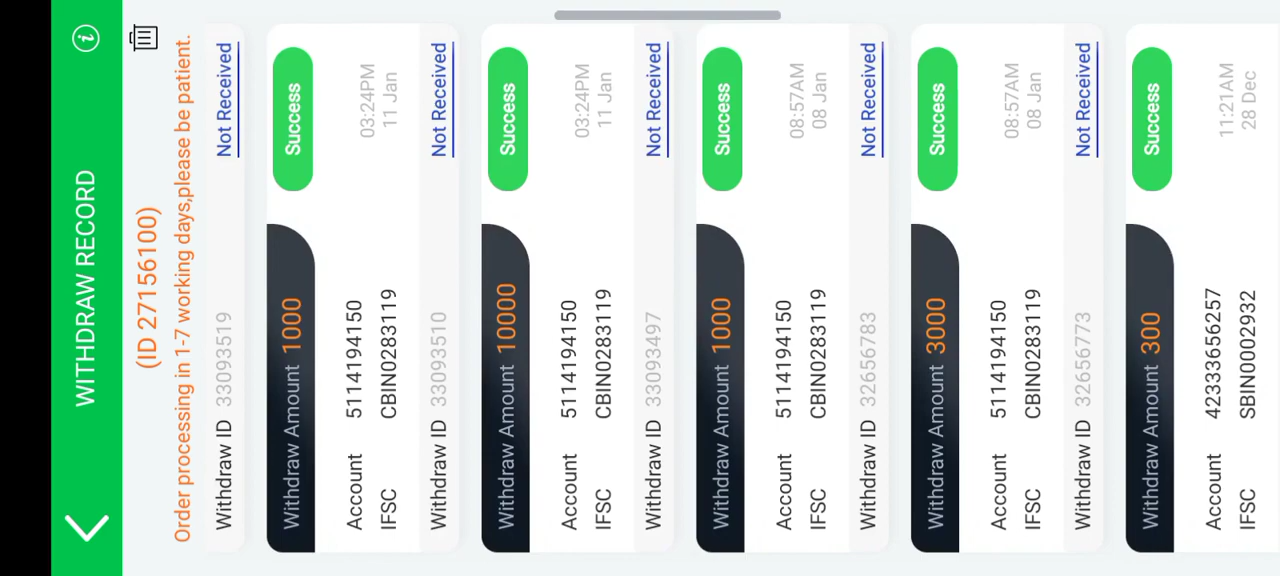 WITHDRAW RECORD
(ID 27156100)
Order processing in 1-7 working days,please be patient.
Withdraw ID 33093519 Not Received
Withdraw Amount 1000 Success
Account 5114194150 03:24PM
IFSC CBIN0283119 11 Jan
Withdraw ID 33093510 Not Received
Withdraw Amount 10000 Success
Account 5114194150 03:24PM
IFSC CBIN0283119 11 Jan
Withdraw ID 33093497 Not Received
Withdraw Amount 1000 Success
Account 5114194150 08:57AM
IFSC CBIN0283119 08 Jan
Withdraw ID 32656783 Not Received
Withdraw Amount 3000 Success
Account 5114194150 08:57AM
IFSC CBIN0283119 08 Jan
Withdraw ID 32656773 Not Received
Withdraw Amount 300 Success
Account 42333656257 11:21AM
IFSC SBIN0002932 28 Dec